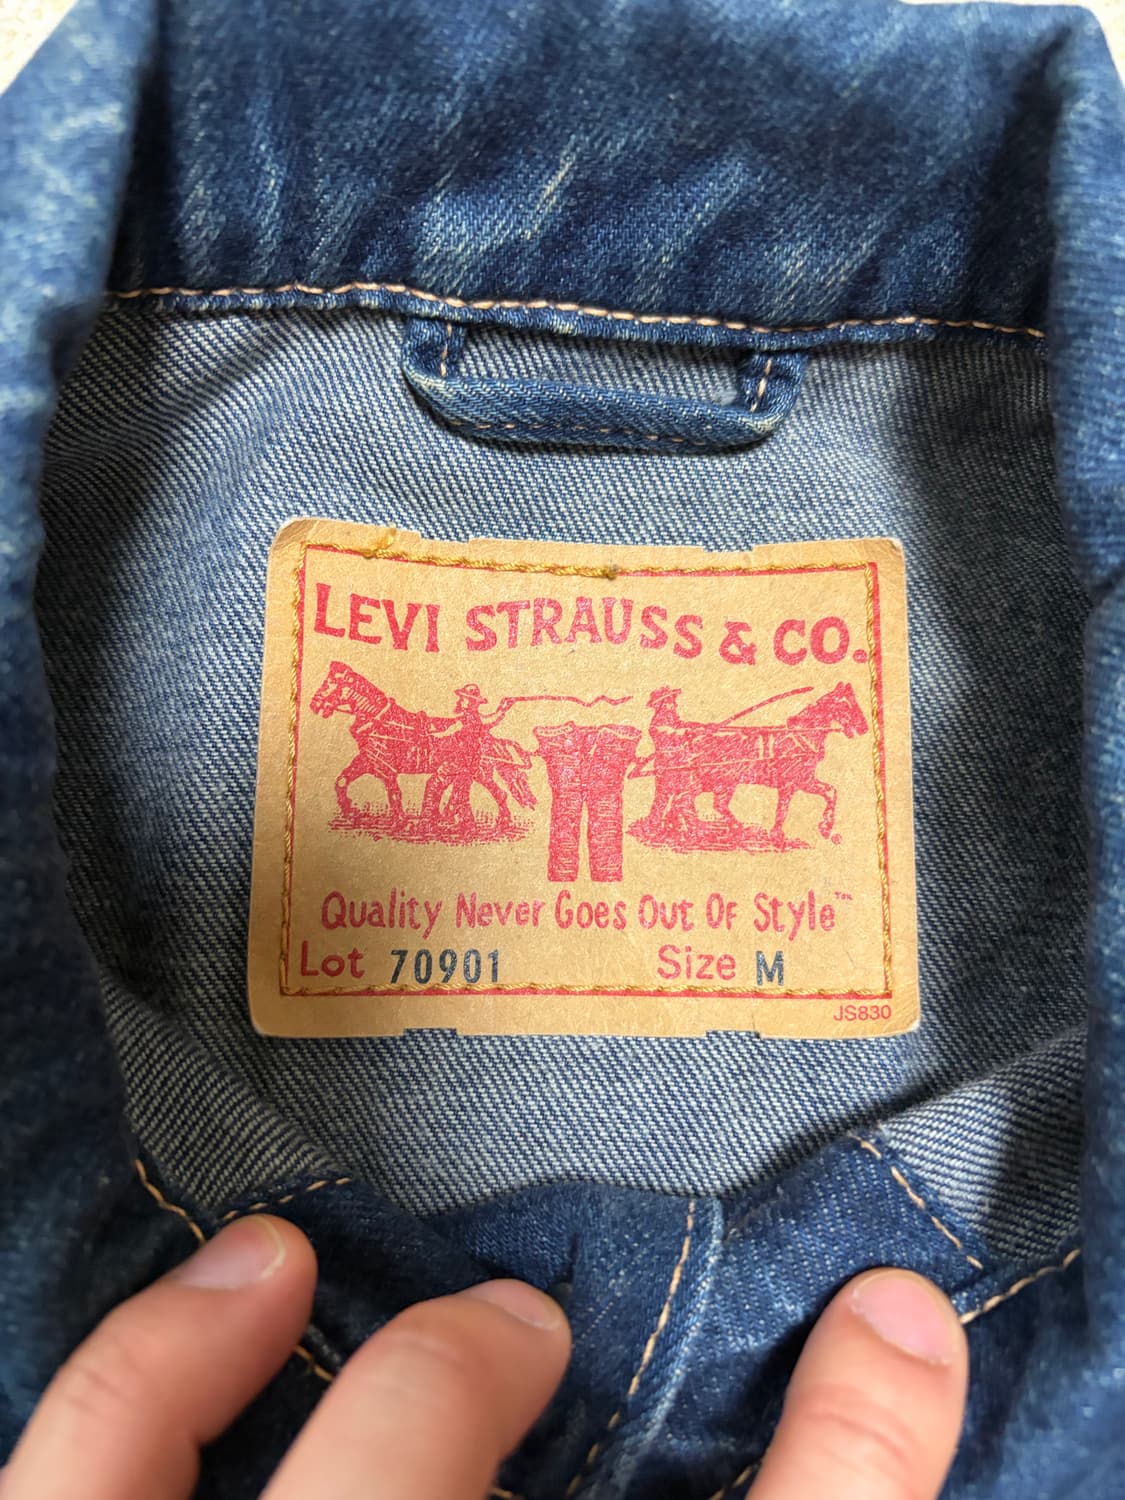 LEVI STRAUSS & CO.
Quality Never Goes Out Of Style™
Lot 70901 Size M
JS830